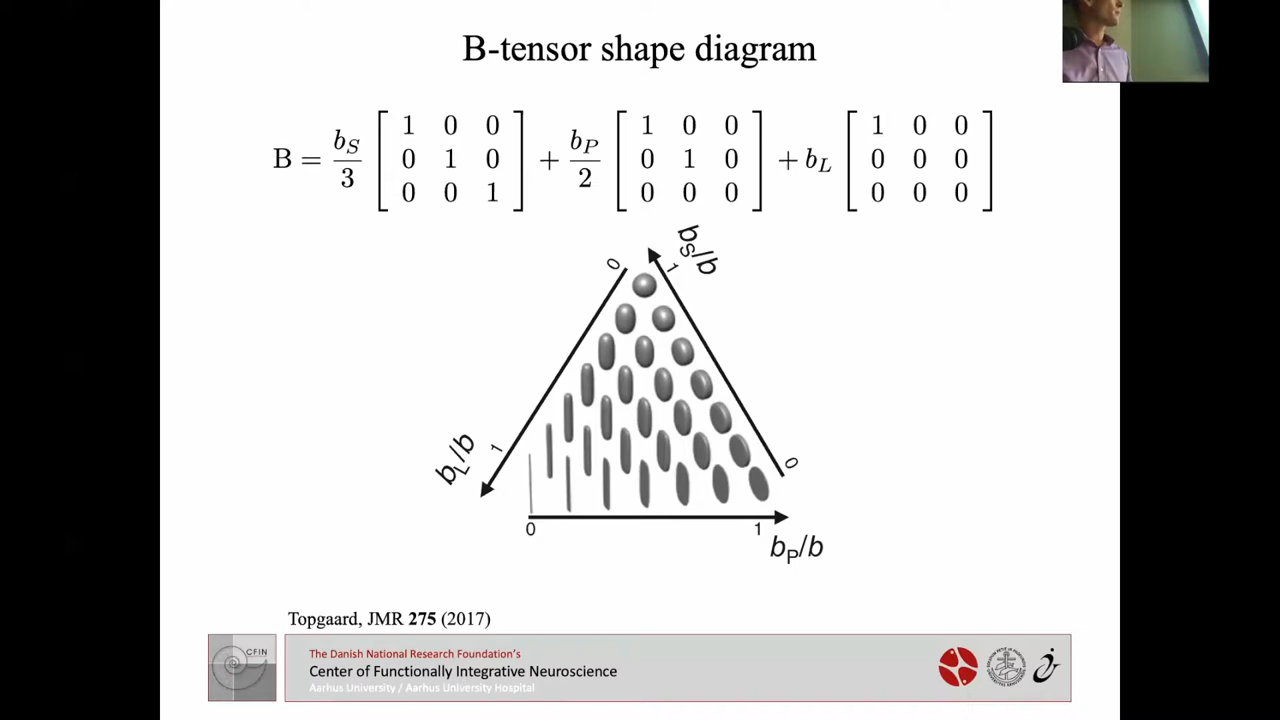 B-tensor shape diagram
B = b_S/3 [1 0 0; 0 1 0; 0 0 1] + b_P/2 [1 0 0; 0 1 0; 0 0 0] + b_L [1 0 0; 0 0 0; 0 0 0]
b_S/b
0 1
b_L/b 1 0
0 1
b_P/b
Topgaard, JMR 275 (2017)
CFIN
The Danish National Research Foundation's
Center of Functionally Integrative Neuroscience
Aarhus University / Aarhus University Hospital